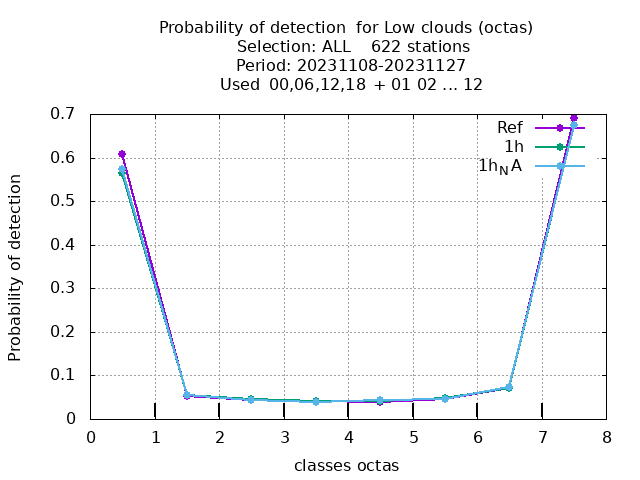 Probability of detection  for Low clouds (octas)
Selection: ALL    622 stations
Period: 20231108-20231127
Used  00,06,12,18  + 01 02 ... 12
0.7
0.6
0.5
0.4
0.3
0.2
0.1
0
Probability of detection
Ref
1h
1h_N A
0 1 2 3 4 5 6 7 8
classes octas